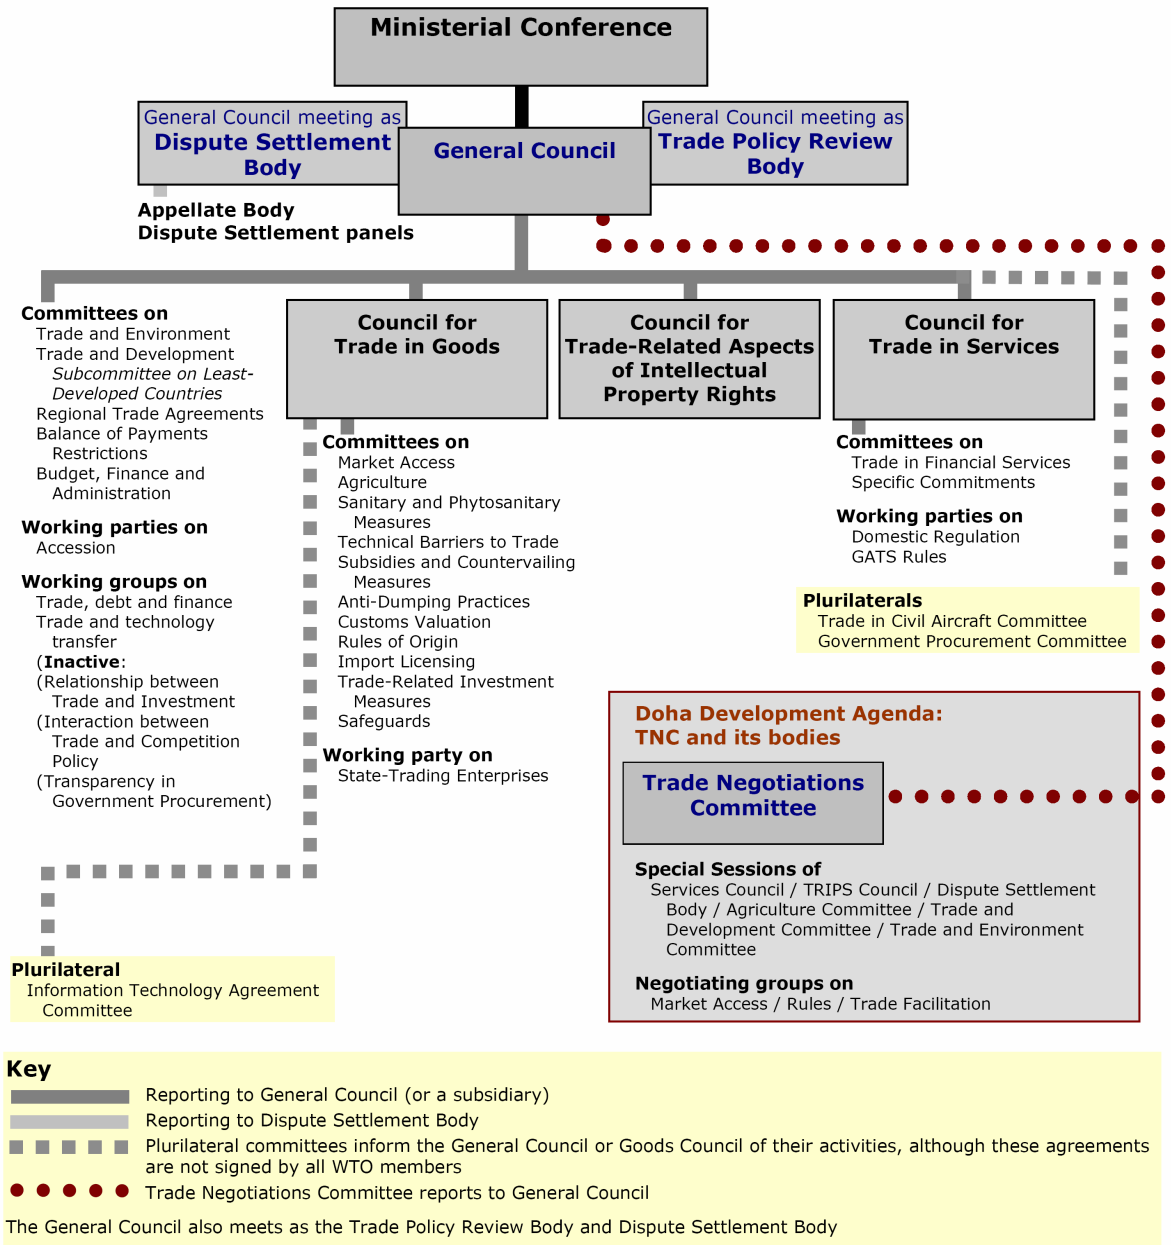 Ministerial Conference
General Council meeting as
Dispute Settlement
Body
General Council
General Council meeting as
Trade Policy Review
Body
Appellate Body
Dispute Settlement panels
Committees on
Trade and Environment
Trade and Development
Subcommittee on Least-
Developed Countries
Regional Trade Agreements
Balance of Payments
Restrictions
Budget, Finance and
Administration
Working parties on
Accession
Working groups on
Trade, debt and finance
Trade and technology
transfer
(Inactive:
(Relationship between
Trade and Investment
(Interaction between
Trade and Competition
Policy
(Transparency in
Government Procurement)
Plurilateral
Information Technology Agreement
Committee
Council for
Trade in Goods
Committees on
Market Access
Agriculture
Sanitary and Phytosanitary
Measures
Technical Barriers to Trade
Subsidies and Countervailing
Measures
Anti-Dumping Practices
Customs Valuation
Rules of Origin
Import Licensing
Trade-Related Investment
Measures
Safeguards
Working party on
State-Trading Enterprises
Council for
Trade-Related Aspects
of Intellectual
Property Rights
Council for
Trade in Services
Committees on
Trade in Financial Services
Specific Commitments
Working parties on
Domestic Regulation
GATS Rules
Plurilaterals
Trade in Civil Aircraft Committee
Government Procurement Committee
Doha Development Agenda:
TNC and its bodies
Trade Negotiations
Committee
Special Sessions of
Services Council / TRIPS Council / Dispute Settlement
Body / Agriculture Committee / Trade and
Development Committee / Trade and Environment
Committee
Negotiating groups on
Market Access / Rules / Trade Facilitation
Key
Reporting to General Council (or a subsidiary)
Reporting to Dispute Settlement Body
Plurilateral committees inform the General Council or Goods Council of their activities, although these agreements
are not signed by all WTO members
Trade Negotiations Committee reports to General Council
The General Council also meets as the Trade Policy Review Body and Dispute Settlement Body